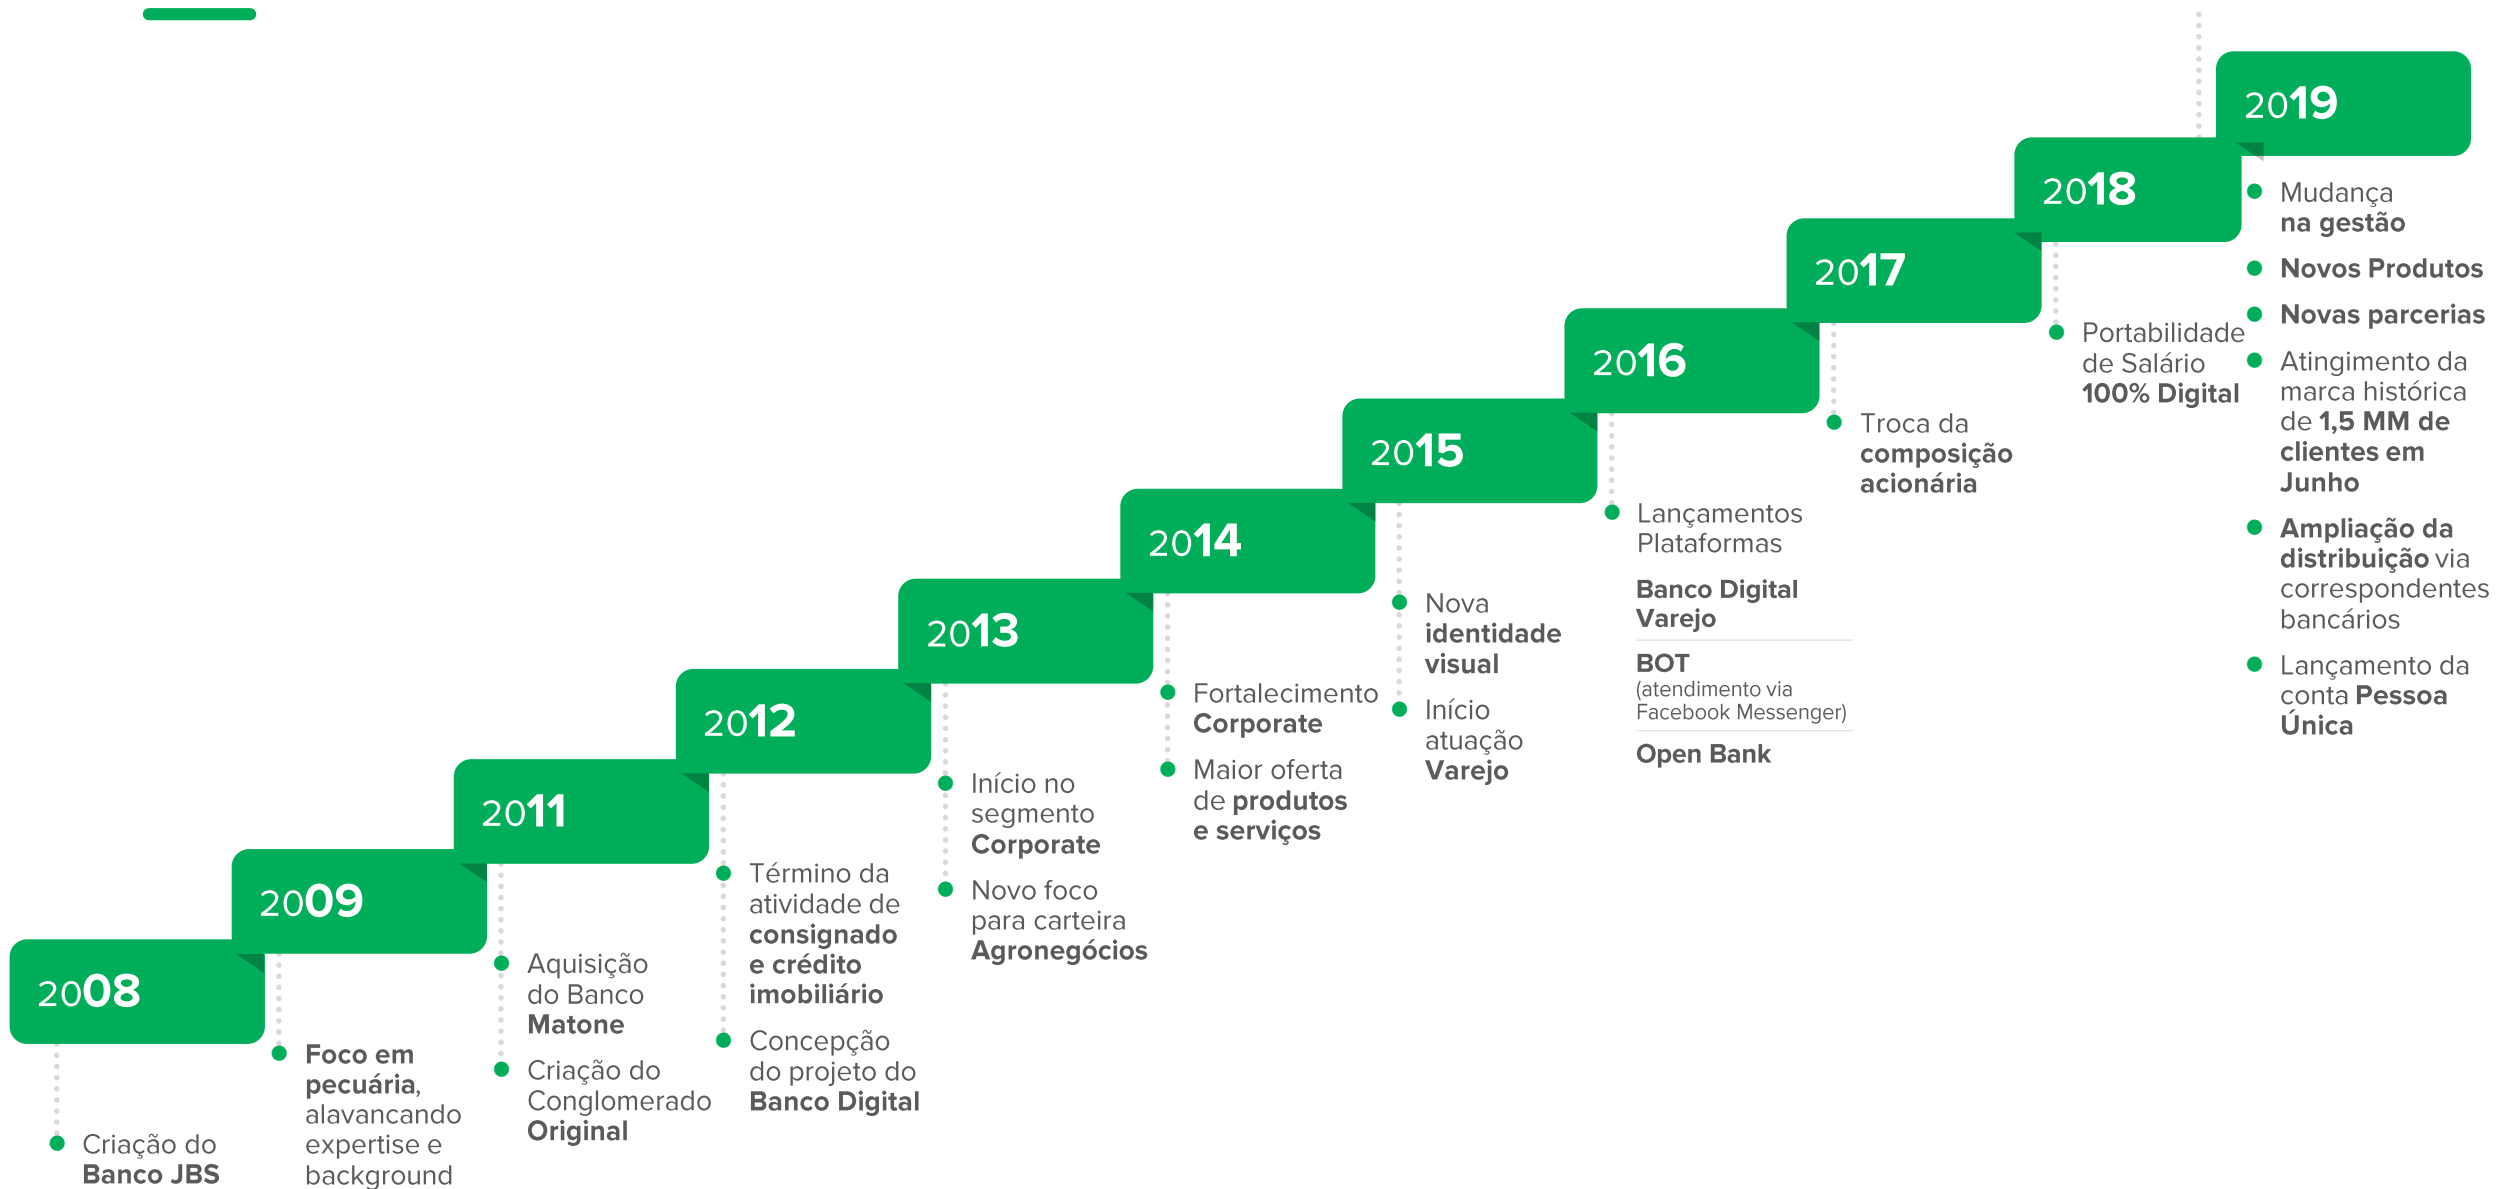 2008
Criação do
Banco JBS
2009
Foco em
pecuária,
alavancando
expertise e
background
2011
Aquisição
do Banco
Matone
Criação do
Conglomerado
Original
2012
Término da
atividade de
consignado
e crédito
imobiliário
Concepção
do projeto do
Banco Digital
2013
Início no
segmento
Corporate
Novo foco
para carteira
Agronegócios
2014
Fortalecimento
Corporate
Maior oferta
de produtos
e serviços
2015
Nova
identidade
visual
Início
atuação
Varejo
2016
Lançamentos
Plataformas
Banco Digital
Varejo
BOT
(atendimento via
Facebook Messenger)
Open Bank
2017
Troca da
composição
acionária
2018
Portabilidade
de Salário
100% Digital
2019
Mudança
na gestão
Novos Produtos
Novas parcerias
Atingimento da
marca histórica
de 1,5 MM de
clientes em
Junho
Ampliação da
distribuição via
correspondentes
bancários
Lançamento da
conta Pessoa
Única